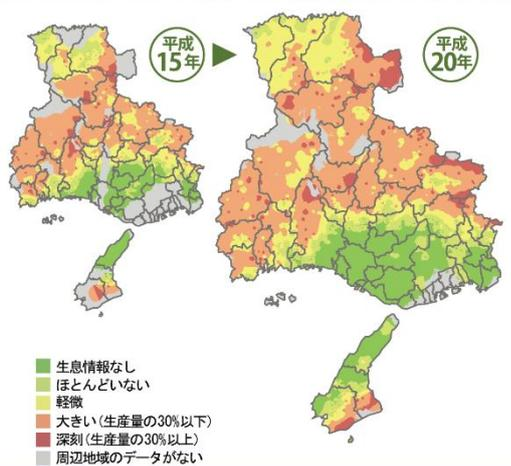 平成
15年
平成
20年
生息情報なし
ほとんどいない
軽微
大きい(生産量の30%以下)
深刻(生産量の30%以上)
周辺地域のデータがない